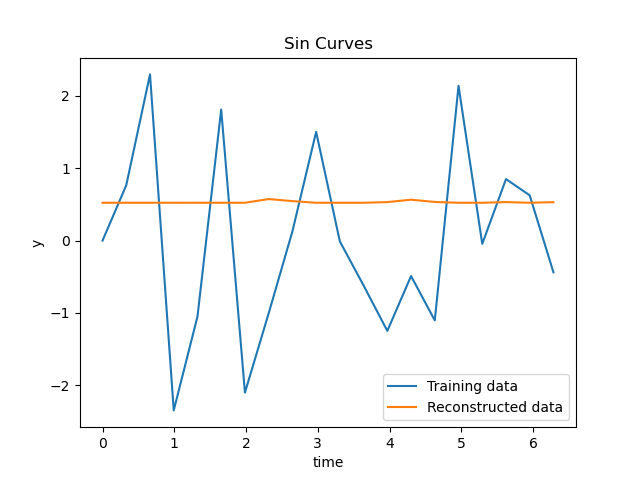 Sin Curves
y
2
1
0
−1
−2
Training data
Reconstructed data
0 1 2 3 4 5 6
time